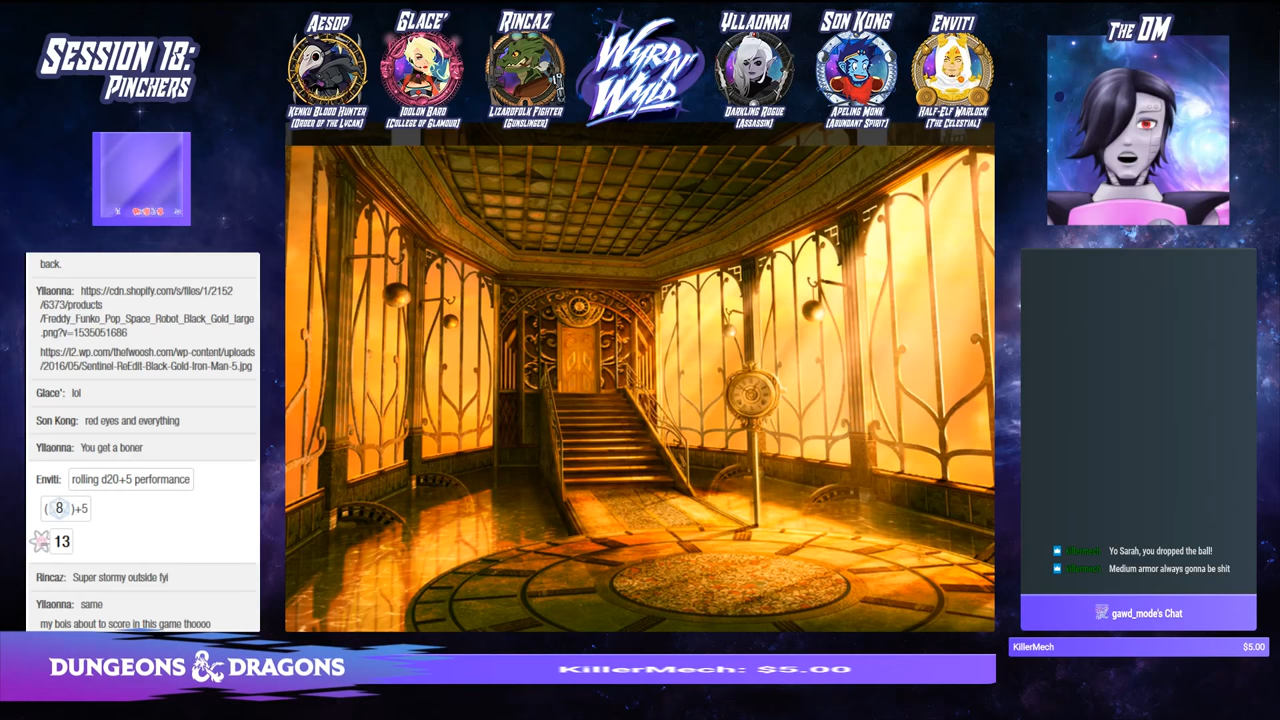 SESSION 18:
PINCHERS
AESOP
KENKU BLOOD HUNTER
(ORDER OF THE LYCAN)
GLACE'
IDOLON BARD
(COLLEGE OF GLAMOUR)
RINCAZ
LIZARDFOLK FIGHTER
(GUNSLINGER)
WYRD N' WYLD
YLLAONNA
DARKLING ROGUE
(ASSASSIN)
SON KONG
APELING MONK
(ABUNDANT SPIRIT)
ENVITI
HALF-ELF WARLOCK
(THE CELESTIAL)
THE DM
back.
Yllaonna: https://cdn.shopify.com/s/files/1/2152
/6373/products
/Freddy_Funko_Pop_Space_Robot_Black_Gold_large
.png?v=1535051686
https://i2.wp.com/thefwoosh.com/wp-content/uploads
/2016/05/Sentinel-ReEdit-Black-Gold-Iron-Man-5.jpg
Glace': lol
Son Kong: red eyes and everything
Yllaonna: You get a boner
Enviti: rolling d20+5 performance
(8)+5
13
Rincaz: Super stormy outside fyi
Yllaonna: same
my bois about to score in this game thoooo
KillerMech Yo Sarah, you dropped the ball!
KillerMech Medium armor always gonna be shit
gawd_mode's Chat
KillerMech $5.00
DUNGEONS & DRAGONS
KillerMech: $5.00